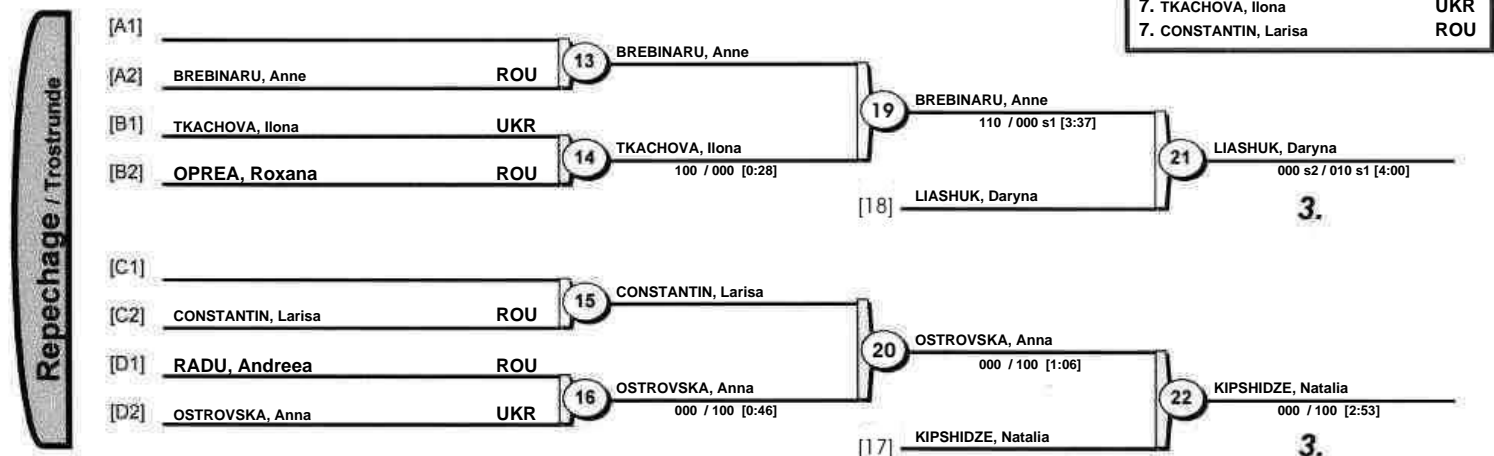 7. TKACHOVA, Ilona UKR
7. CONSTANTIN, Larisa ROU
Repechage / Trostrunde
[A1]
[A2] BREBINARU, Anne ROU
13
BREBINARU, Anne
[B1] TKACHOVA, Ilona UKR
[B2] OPREA, Roxana ROU
14
TKACHOVA, Ilona
100 / 000 [0:28]
19
BREBINARU, Anne
110 / 000 s1 [3:37]
[18] LIASHUK, Daryna
21
LIASHUK, Daryna
000 s2 / 010 s1 [4:00]
3.
[C1]
[C2] CONSTANTIN, Larisa ROU
15
CONSTANTIN, Larisa
[D1] RADU, Andreea ROU
[D2] OSTROVSKA, Anna UKR
16
OSTROVSKA, Anna
000 / 100 [0:46]
20
OSTROVSKA, Anna
000 / 100 [1:06]
[17] KIPSHIDZE, Natalia
22
KIPSHIDZE, Natalia
000 / 100 [2:53]
3.